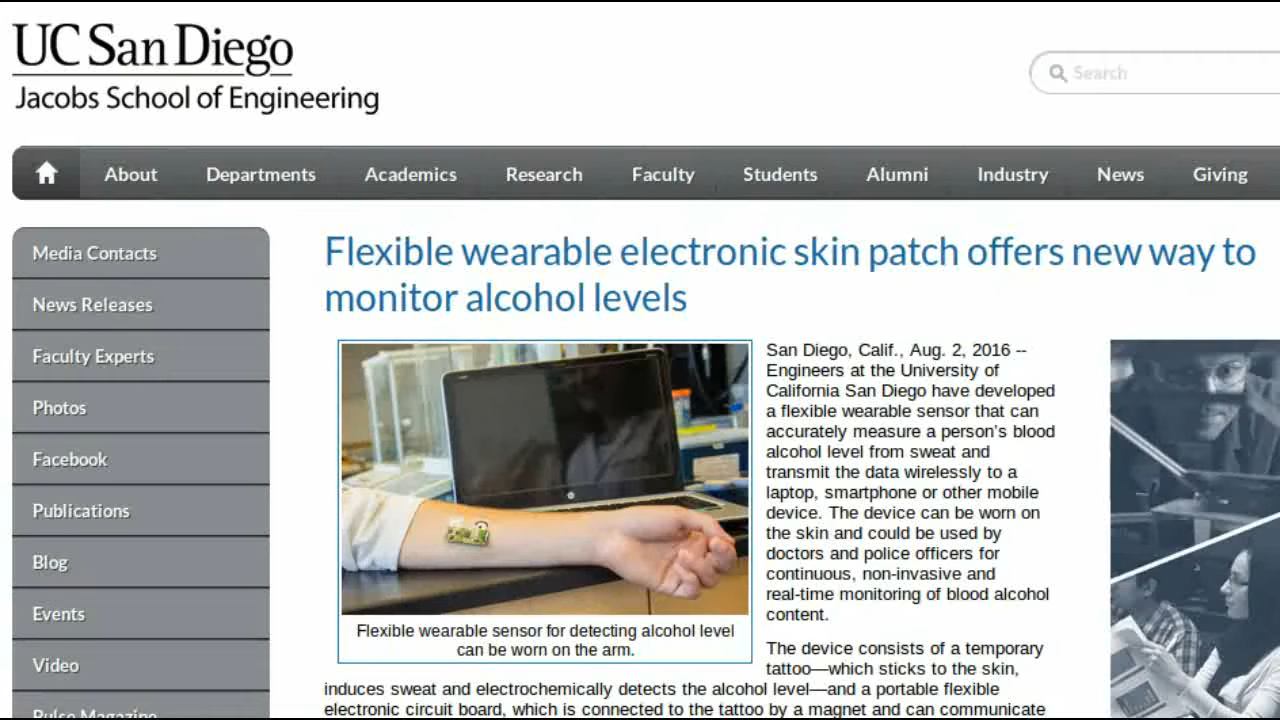 UC San Diego
Jacobs School of Engineering
Search
About Departments Academics Research Faculty Students Alumni Industry News Giving
Media Contacts
News Releases
Faculty Experts
Photos
Facebook
Publications
Blog
Events
Video
Pulse Magazine
Flexible wearable electronic skin patch offers new way to
monitor alcohol levels
Flexible wearable sensor for detecting alcohol level
can be worn on the arm.
San Diego, Calif., Aug. 2, 2016 --
Engineers at the University of
California San Diego have developed
a flexible wearable sensor that can
accurately measure a person's blood
alcohol level from sweat and
transmit the data wirelessly to a
laptop, smartphone or other mobile
device. The device can be worn on
the skin and could be used by
doctors and police officers for
continuous, non-invasive and
real-time monitoring of blood alcohol
content.
The device consists of a temporary
tattoo—which sticks to the skin,
induces sweat and electrochemically detects the alcohol level—and a portable flexible
electronic circuit board, which is connected to the tattoo by a magnet and can communicate